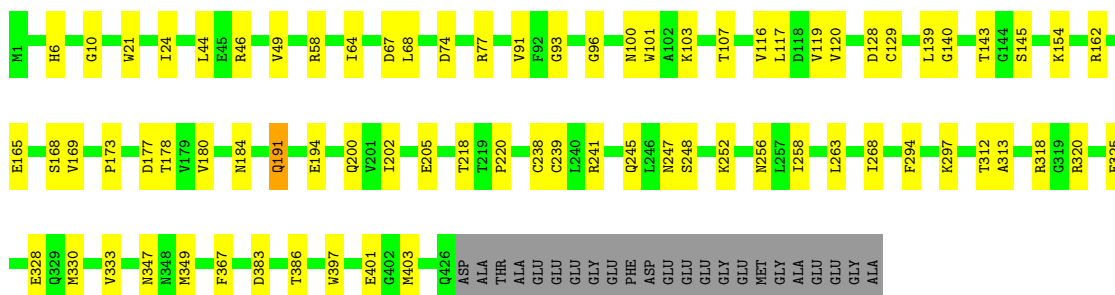 M1 H6 G10 W21 I24 L44 E45 R46 V49 R58 I64 D67 L68 D74 R77 V91 F92 G93 G96 N100 W101 A102 K103 T107 V116 L117 D118 V119 V120 D128 C129 L139 G140 T143 G144 S145 K154 R162
E165 S168 V169 P173 D177 T178 V179 V180 N184 Q191 E194 Q200 V201 I202 E205 T218 T219 P220 C238 C239 L240 R241 Q245 L246 N247 S248 K252 N256 L257 I258 L263 I268 F294 K297 T312 A313 R318 G319 R320
E328 Q329 M330 V333 N347 N348 M349 F367 D383 T386 W397 E401 G402 M403 Q426 ASP ALA THR ALA GLU GLU GLU GLY GLU PHE ASP GLU GLU GLU GLY GLU MET GLY ALA GLU GLU GLY ALA